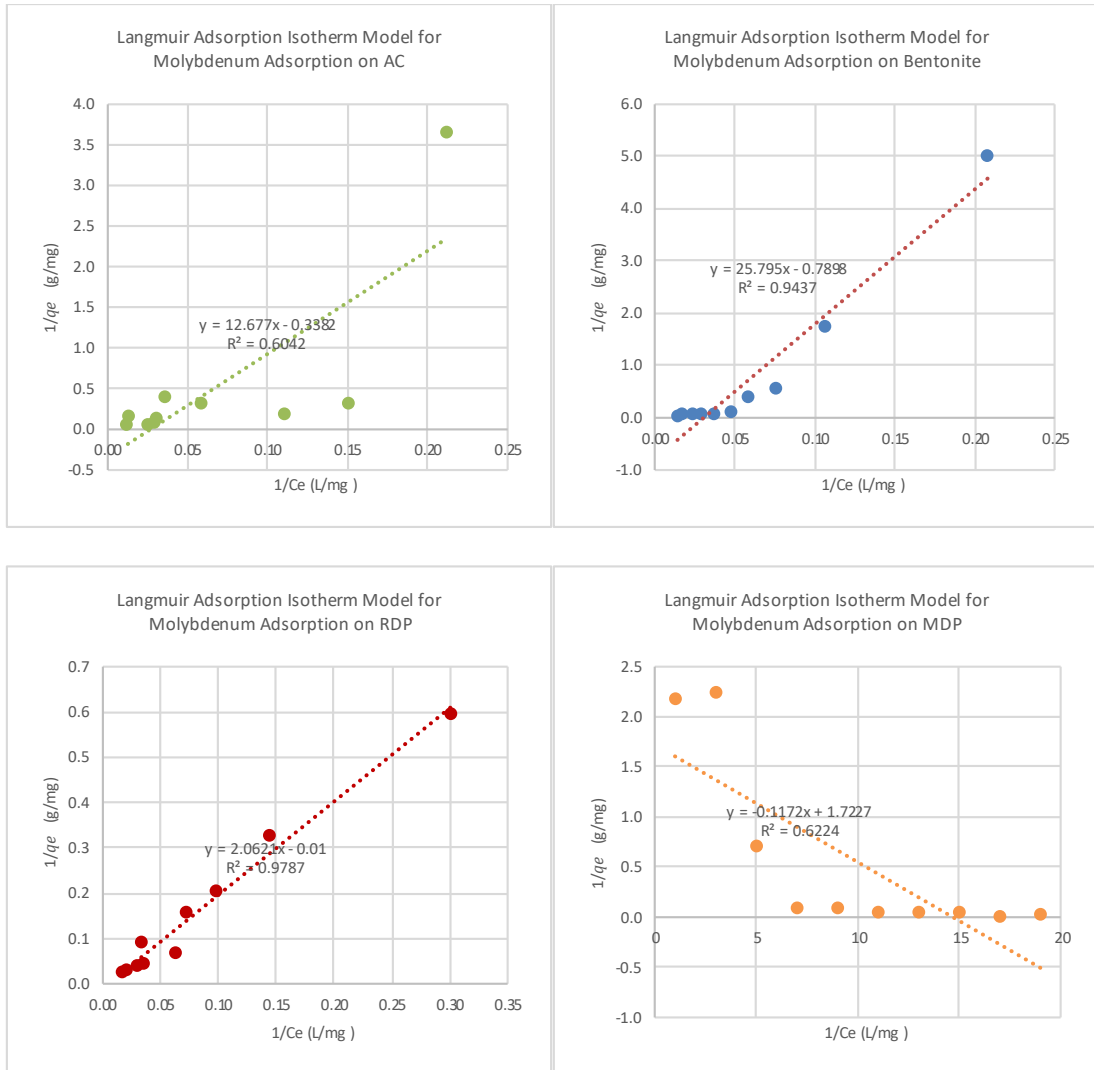 Langmuir Adsorption Isotherm Model for
Molybdenum Adsorption on AC
4.0
3.5
3.0
2.5
2.0
1.5
1.0
0.5
0.0
-0.5
1/qe (g/mg)
y = 12.677x - 0.3382
R² = 0.6042
0.00 0.05 0.10 0.15 0.20 0.25
1/Ce (L/mg )
Langmuir Adsorption Isotherm Model for
Molybdenum Adsorption on Bentonite
6.0
5.0
4.0
3.0
2.0
1.0
0.0
-1.0
1/qe (g/mg)
y = 25.795x - 0.7898
R² = 0.9437
0.00 0.05 0.10 0.15 0.20 0.25
1/Ce (L/mg )
Langmuir Adsorption Isotherm Model for
Molybdenum Adsorption on RDP
0.7
0.6
0.5
0.4
0.3
0.2
0.1
0.0
1/qe (g/mg)
y = 2.0621x - 0.01
R² = 0.9787
0.00 0.05 0.10 0.15 0.20 0.25 0.30 0.35
1/Ce (L/mg )
Langmuir Adsorption Isotherm Model for
Molybdenum Adsorption on MDP
2.5
2.0
1.5
1.0
0.5
0.0
-0.5
-1.0
1/qe (g/mg)
y = -0.1172x + 1.7227
R² = 0.6224
0 5 10 15 20
1/Ce (L/mg )